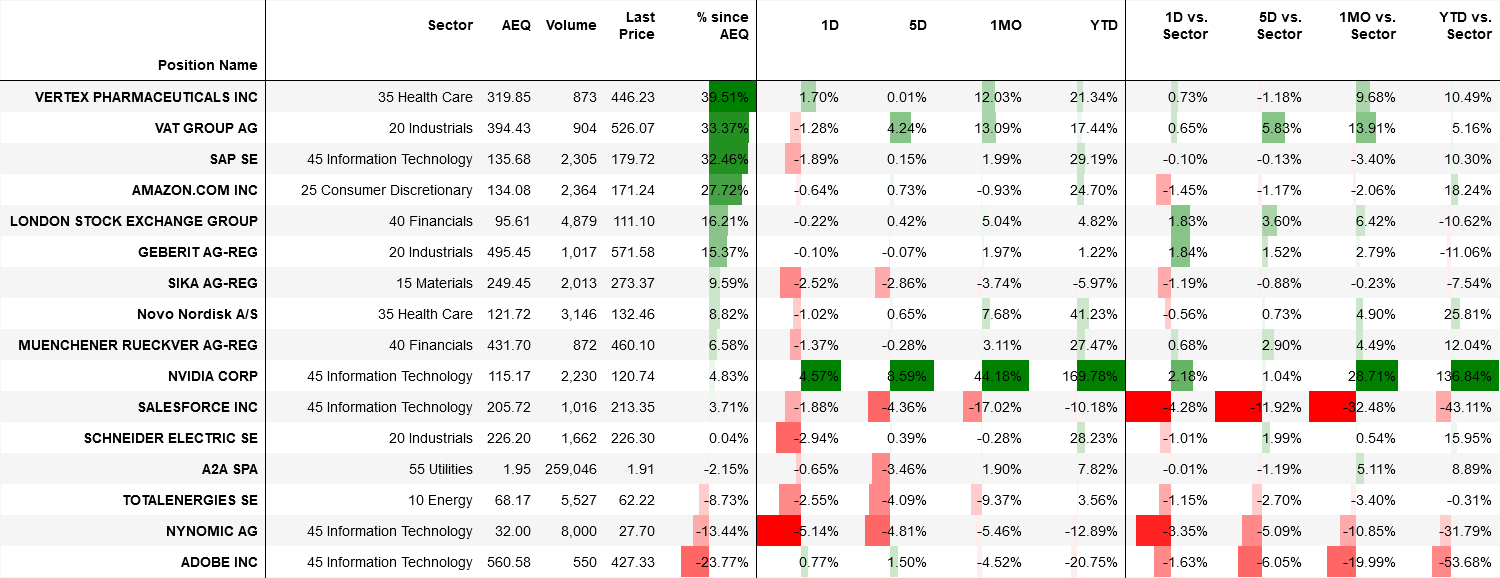 Position Name Sector AEQ Volume Last Price % since AEQ 1D 5D 1MO YTD 1D vs. Sector 5D vs. Sector 1MO vs. Sector YTD vs. Sector
VERTEX PHARMACEUTICALS INC 35 Health Care 319.85 873 446.23 39.51% 1.70% 0.01% 12.03% 21.34% 0.73% -1.18% 9.68% 10.49%
VAT GROUP AG 20 Industrials 394.43 904 526.07 33.37% -1.28% 4.24% 13.09% 17.44% 0.65% 5.83% 13.91% 5.16%
SAP SE 45 Information Technology 135.68 2,305 179.72 32.46% -1.89% 0.15% 1.99% 29.19% -0.10% -0.13% -3.40% 10.30%
AMAZON.COM INC 25 Consumer Discretionary 134.08 2,364 171.24 27.72% -0.64% 0.73% -0.93% 24.70% -1.45% -1.17% -2.06% 18.24%
LONDON STOCK EXCHANGE GROUP 40 Financials 95.61 4,879 111.10 16.21% -0.22% 0.42% 5.04% 4.82% 1.83% 3.60% 6.42% -10.62%
GEBERIT AG-REG 20 Industrials 495.45 1,017 571.58 15.37% -0.10% -0.07% 1.97% 1.22% 1.84% 1.52% 2.79% -11.06%
SIKA AG-REG 15 Materials 249.45 2,013 273.37 9.59% -2.52% -2.86% -3.74% -5.97% -1.19% -0.88% -0.23% -7.54%
Novo Nordisk A/S 35 Health Care 121.72 3,146 132.46 8.82% -1.02% 0.65% 7.68% 41.23% -0.56% 0.73% 4.90% 25.81%
MUENCHENER RUECKVER AG-REG 40 Financials 431.70 872 460.10 6.58% -1.37% -0.28% 3.11% 27.47% 0.68% 2.90% 4.49% 12.04%
NVIDIA CORP 45 Information Technology 115.17 2,230 120.74 4.83% 4.57% 8.59% 44.18% 169.78% 2.18% 1.04% 28.71% 136.84%
SALESFORCE INC 45 Information Technology 205.72 1,016 213.35 3.71% -1.88% -4.36% -17.02% -10.18% -4.28% -11.92% -32.48% -43.11%
SCHNEIDER ELECTRIC SE 20 Industrials 226.20 1,662 226.30 0.04% -2.94% 0.39% -0.28% 28.23% -1.01% 1.99% 0.54% 15.95%
A2A SPA 55 Utilities 1.95 259,046 1.91 -2.15% -0.65% -3.46% 1.90% 7.82% -0.01% -1.19% 5.11% 8.89%
TOTALENERGIES SE 10 Energy 68.17 5,527 62.22 -8.73% -2.55% -4.09% -9.37% 3.56% -1.15% -2.70% -3.40% -0.31%
NYNOMIC AG 45 Information Technology 32.00 8,000 27.70 -13.44% -5.14% -4.81% -5.46% -12.89% -3.35% -5.09% -10.85% -31.79%
ADOBE INC 45 Information Technology 560.58 550 427.33 -23.77% 0.77% 1.50% -4.52% -20.75% -1.63% -6.05% -19.99% -53.68%